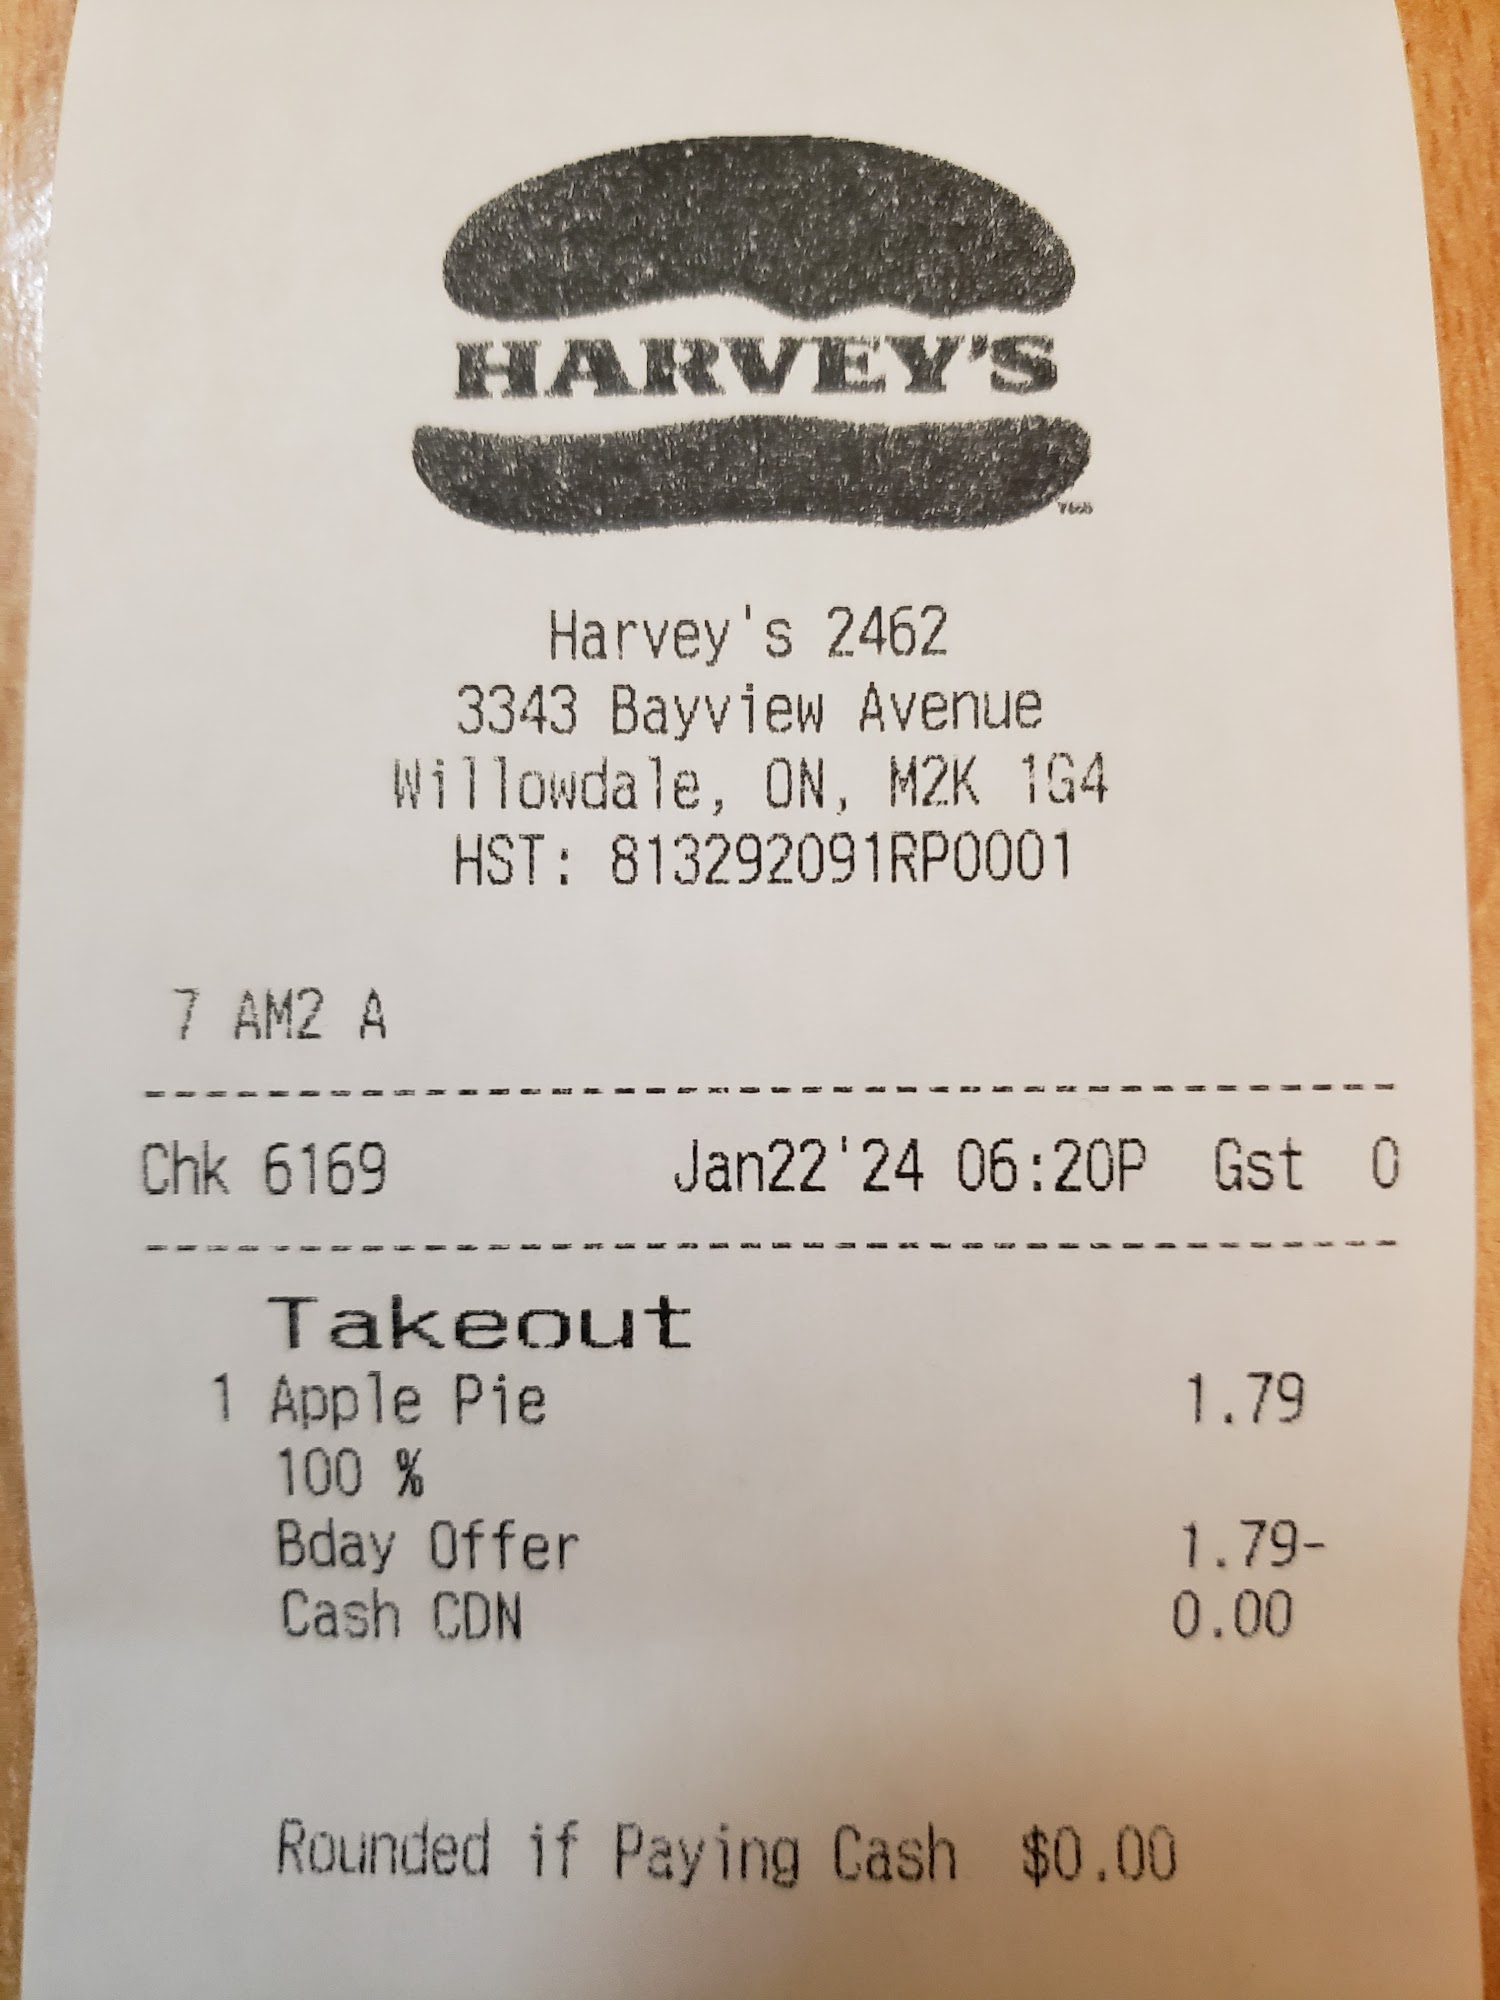 HARVEY'S
Harvey's 2462
3343 Bayview Avenue
Willowdale, ON, M2K 1G4
HST: 813292091RP0001
7 AM2 A
Chk 6169 Jan22'24 06:20P Gst 0
Takeout
1 Apple Pie 1.79
100 %
Bday Offer 1.79-
Cash CDN 0.00
Rounded if Paying Cash $0.00